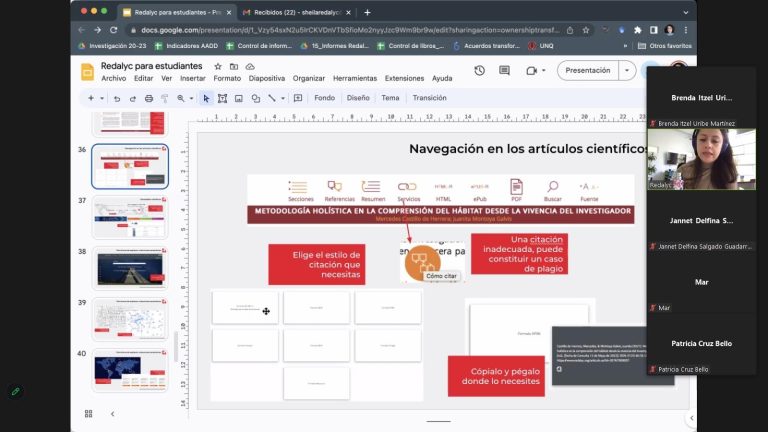 Redalyc para estudiantes - Pre
Recibidos (22) - sheilaredalyc
docs.google.com/presentation/d/1_Vzy54sxN2u5IrCKVDnVTbSfioMo2nyyJzc9Wm9br9w/edit?sharingaction=ownershiptransf...
Investigación 20-23
Indicadores AADD
Control de inform...
15_Informes Redal...
Control de libros_...
Acuerdos transfor...
UNQ
Otros favoritos
Redalyc para estudiantes
Archivo Editar Ver Insertar Formato Diapositiva Organizar Herramientas Extensiones Ayuda
Presentación
Fondo Diseño Tema Transición
36
37
38
39
40
Navegación en los artículos científicos
Secciones Referencias Resumen Servicios HTML ePub PDF Buscar Fuente
METODOLOGÍA HOLÍSTICA EN LA COMPRENSIÓN DEL HÁBITAT DESDE LA VIVENCIA DEL INVESTIGADOR
Mercedes Castillo de Herrera; Juanita Montoya Galvis
Elige el estilo de
citación que
necesitas
Cómo citar
Una citación
inadecuada, puede
constituir un caso
de plagio
Cópialo y pégalo
donde lo necesites
Brenda Itzel Uri...
Brenda Itzel Uribe Martínez
Redalyc
Jannet Delfina S...
Jannet Delfina Salgado Guadarr...
Mar
Mar
Patricia Cruz Bello
Patricia Cruz Bello